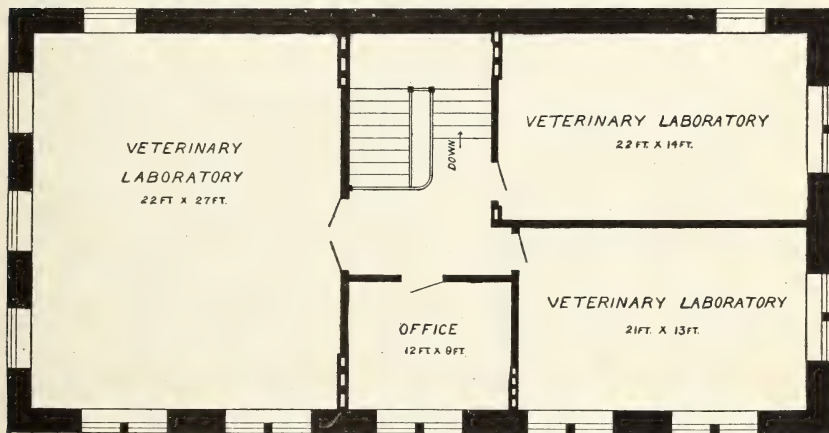 VETERINARY
LABORATORY
22 FT X 27 FT.
DOWN
VETERINARY LABORATORY
22 FT. X 14 FT.
OFFICE
12 FT X 9 FT.
VETERINARY LABORATORY
21 FT. X 13 FT.